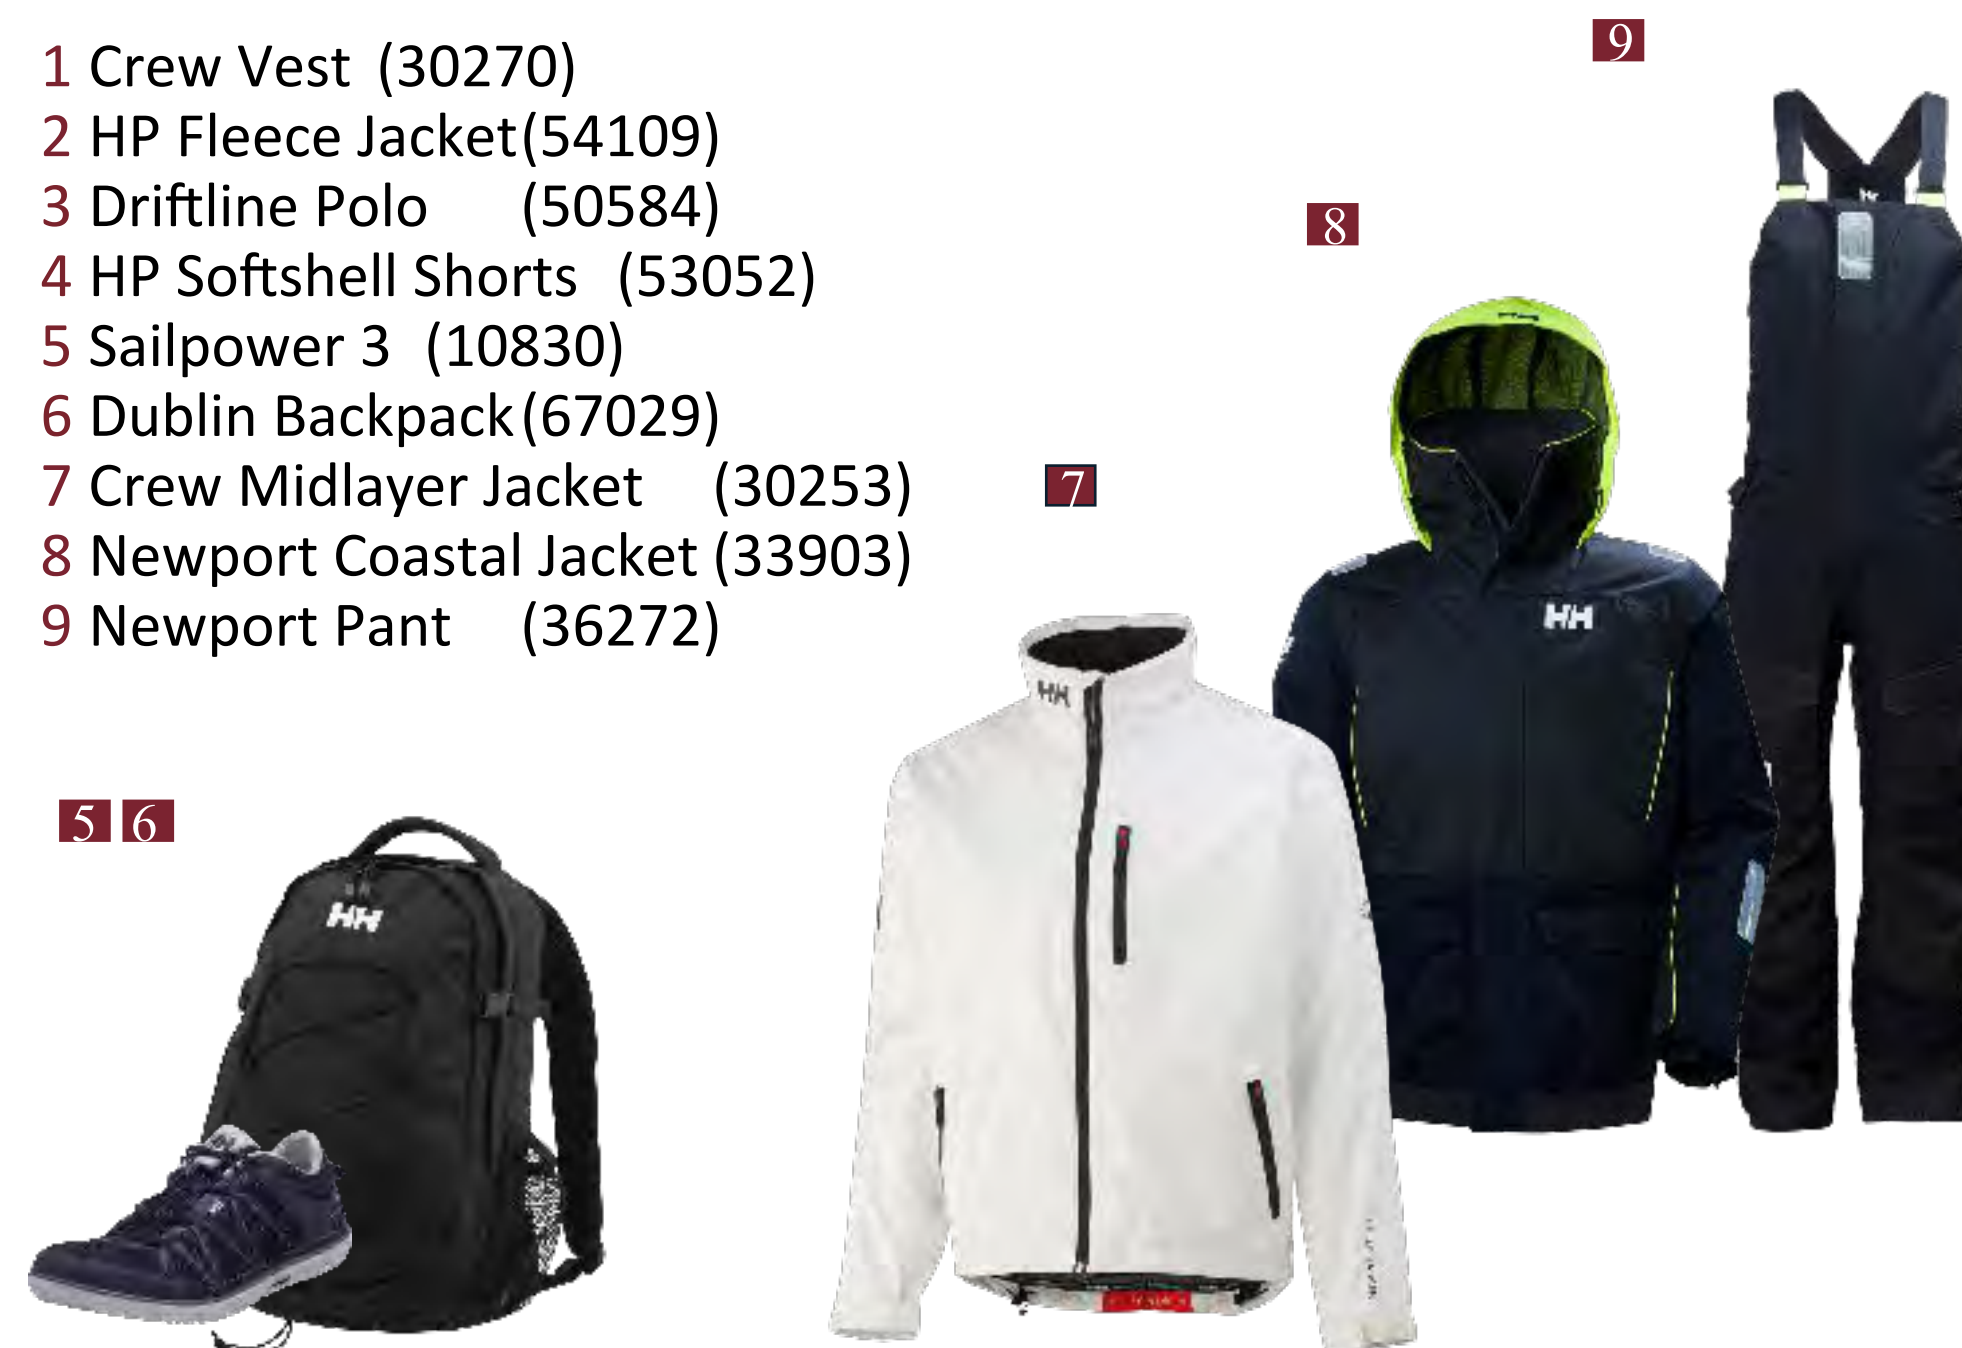 1 Crew Vest (30270)
2 HP Fleece Jacket(54109)
3 Driftline Polo (50584)
4 HP Softshell Shorts (53052)
5 Sailpower 3 (10830)
6 Dublin Backpack(67029)
7 Crew Midlayer Jacket (30253)
8 Newport Coastal Jacket (33903)
9 Newport Pant (36272)
9
8
7
5 6
HH
HH
HH
HH